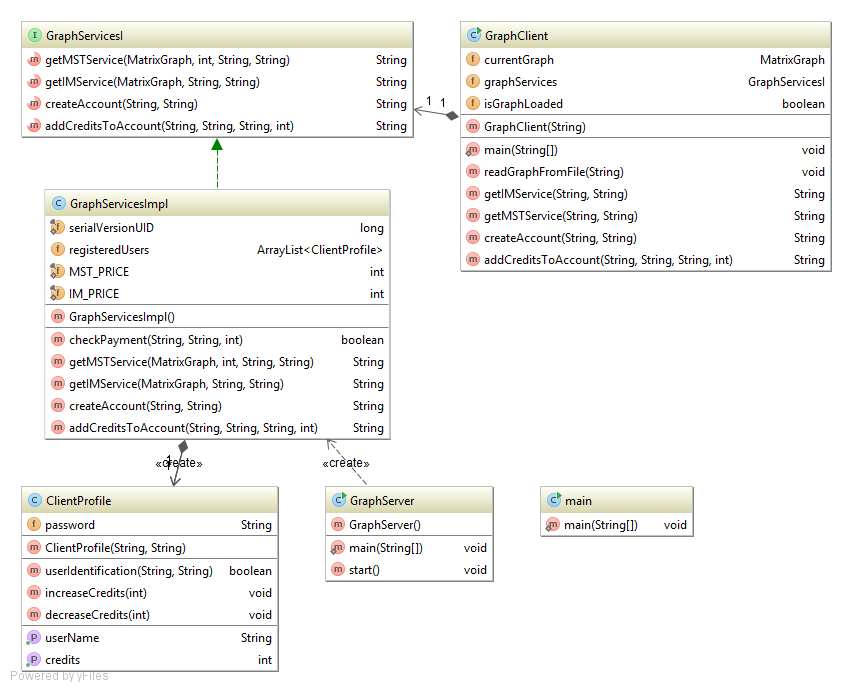 GraphServicesI
getMSTService(MatrixGraph, int, String, String) String
getIMService(MatrixGraph, String, String) String
createAccount(String, String) String
addCreditsToAccount(String, String, String, int) String
1 1
GraphClient
currentGraph MatrixGraph
graphServices GraphServicesI
isGraphLoaded boolean
GraphClient(String)
main(String[]) void
readGraphFromFile(String) void
getIMService(String, String) String
getMSTService(String, String) String
createAccount(String, String) String
addCreditsToAccount(String, String, String, int) String
GraphServicesImpl
serialVersionUID long
registeredUsers ArrayList<ClientProfile>
MST_PRICE int
IM_PRICE int
GraphServicesImpl()
checkPayment(String, String, int) boolean
getMSTService(MatrixGraph, int, String, String) String
getIMService(MatrixGraph, String, String) String
createAccount(String, String) String
addCreditsToAccount(String, String, String, int) String
«create»
1
«create»
ClientProfile
password String
ClientProfile(String, String)
userIdentification(String, String) boolean
increaseCredits(int) void
decreaseCredits(int) void
userName String
credits int
GraphServer
GraphServer()
main(String[]) void
start() void
main
main(String[]) void
Powered by yFiles